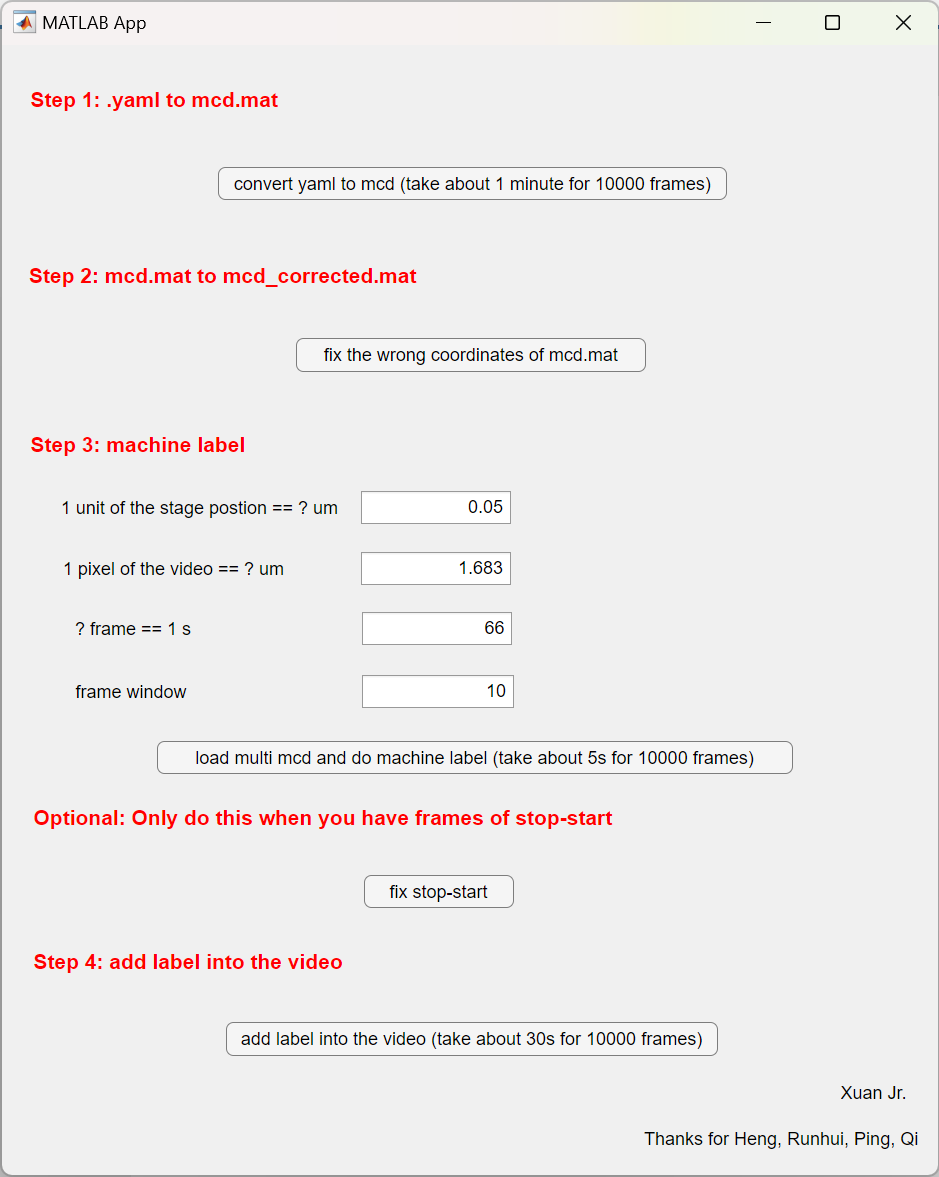 MATLAB App
Step 1: .yaml to mcd.mat
convert yaml to mcd (take about 1 minute for 10000 frames)
Step 2: mcd.mat to mcd_corrected.mat
fix the wrong coordinates of mcd.mat
Step 3: machine label
1 unit of the stage postion == ? um 0.05
1 pixel of the video == ? um 1.683
? frame == 1 s 66
frame window 10
load multi mcd and do machine label (take about 5s for 10000 frames)
Optional: Only do this when you have frames of stop-start
fix stop-start
Step 4: add label into the video
add label into the video (take about 30s for 10000 frames)
Xuan Jr.
Thanks for Heng, Runhui, Ping, Qi